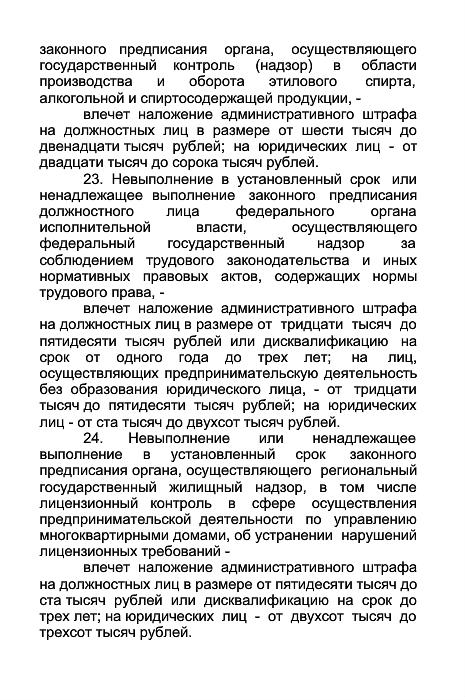 законного предписания органа, осуществляющего
государственный контроль (надзор) в области
производства и оборота этилового спирта,
алкогольной и спиртосодержащей продукции, -
влечет наложение административного штрафа
на должностных лиц в размере от шести тысяч до
двенадцати тысяч рублей; на юридических лиц - от
двадцати тысяч до сорока тысяч рублей.
23. Невыполнение в установленный срок или
ненадлежащее выполнение законного предписания
должностного лица федерального органа
исполнительной власти, осуществляющего
федеральный государственный надзор за
соблюдением трудового законодательства и иных
нормативных правовых актов, содержащих нормы
трудового права, -
влечет наложение административного штрафа
на должностных лиц в размере от тридцати тысяч до
пятидесяти тысяч рублей или дисквалификацию на
срок от одного года до трех лет; на лиц,
осуществляющих предпринимательскую деятельность
без образования юридического лица, - от тридцати
тысяч до пятидесяти тысяч рублей; на юридических
лиц - от ста тысяч до двухсот тысяч рублей.
24. Невыполнение или ненадлежащее
выполнение в установленный срок законного
предписания органа, осуществляющего региональный
государственный жилищный надзор, в том числе
лицензионный контроль в сфере осуществления
предпринимательской деятельности по управлению
многоквартирными домами, об устранении нарушений
лицензионных требований -
влечет наложение административного штрафа
на должностных лиц в размере от пятидесяти тысяч до
ста тысяч рублей или дисквалификацию на срок до
трех лет; на юридических лиц - от двухсот тысяч до
трехсот тысяч рублей.